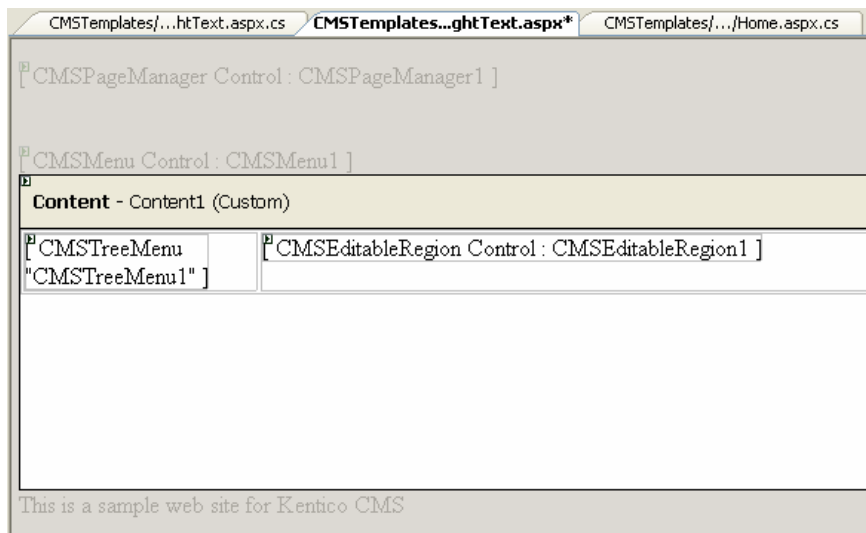 CMSTemplates/...htText.aspx.cs CMSTemplates...ghtText.aspx* CMSTemplates/.../Home.aspx.cs
[ CMSPageManager Control : CMSPageManager1 ]
[ CMSMenu Control : CMSMenu1 ]
Content - Content1 (Custom)
[ CMSTreeMenu
"CMSTreeMenu1" ]
[ CMSEditableRegion Control : CMSEditableRegion1 ]
This is a sample web site for Kentico CMS